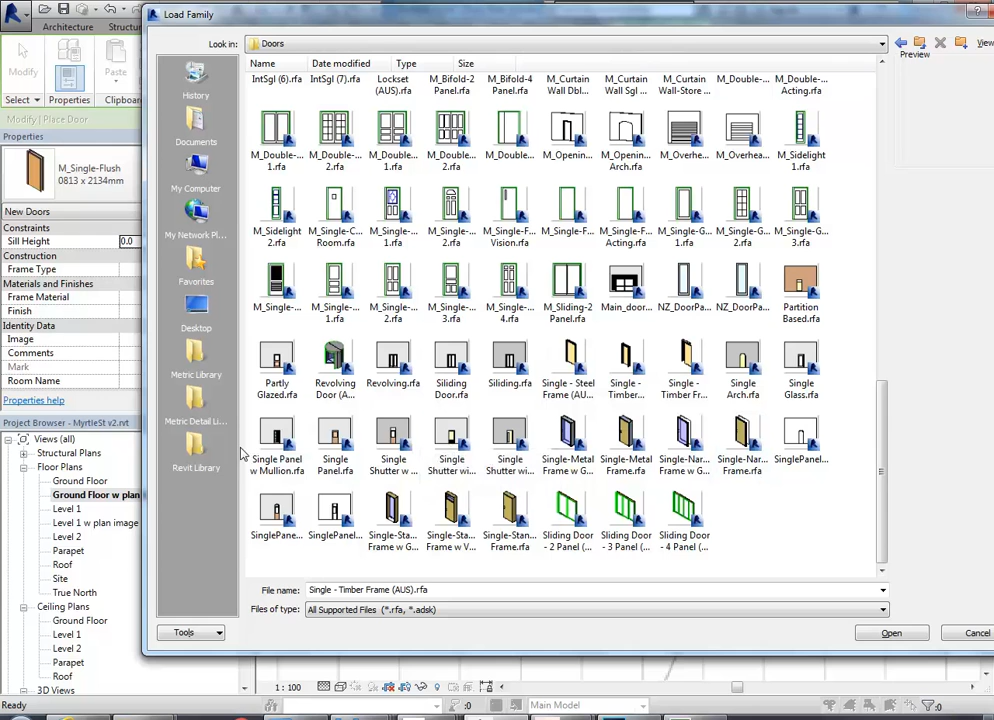 Load Family
Architecture Structur
Look in: Doors
Views
Modify
Paste
Select Properties Clipboard
Modify | Place Door
Properties
M_Single-Flush
0813 x 2134mm
New Doors
Constraints
Sill Height 0.0
Construction
Frame Type
Materials and Finishes
Frame Material
Finish
Identity Data
Image
Comments
Mark
Room Name
Properties help
Project Browser - MyrtleSt v2.rvt
Views (all)
Structural Plans
Floor Plans
Ground Floor
Ground Floor w plan
Level 1
Level 1 w plan image
Level 2
Parapet
Roof
Site
True North
Ceiling Plans
Ground Floor
Level 1
Level 2
Parapet
Roof
3D Views
Ready
History
Documents
My Computer
My Network Pl...
Favorites
Desktop
Metric Library
Metric Detail Li...
Revit Library
Tools
Name Date modified Type Size
Preview
IntSgl (6).rfa IntSgl (7).rfa Lockset M_Bifold-2 M_Bifold-4 M_Curtain M_Curtain M_Curtain M_Double-... M_Double-...
(AUS).rfa Panel.rfa Panel.rfa Wall Dbl... Wall Sgl ... Wall-Store ... Acting.rfa
M_Double-... M_Double... M_Double... M_Double... M_Double... M_Openin... M_Openin... M_Overhe... M_Overhea... M_Sidelight
1.rfa 2.rfa 1.rfa 2.rfa Arch.rfa 1.rfa
M_Sidelight M_Single-C... M_Single-... M_Single-... M_Single-F... M_Single-F... M_Single-F... M_Single-G... M_Single-G... M_Single-G...
2.rfa Room.rfa 1.rfa 2.rfa Vision.rfa Acting.rfa 1.rfa 2.rfa 3.rfa
M_Single-... M_Single-... M_Single-... M_Single-... M_Single-... M_Sliding-2 Main_door... NZ_DoorPa... NZ_DoorPa... Partition
1.rfa 2.rfa 3.rfa 4.rfa Panel.rfa Based.rfa
Partly Revolving Revolving.rfa Siliding Siliding.rfa Single - Steel Single - Single - Single Single
Glazed.rfa Door (A... Door.rfa Frame (AU... Timber... Timber Fr... Arch.rfa Glass.rfa
Single Panel Single Single Single Single Single-Metal Single-Metal Single-Nar... Single-Nar... SinglePanel...
w Mullion.rfa Panel.rfa Shutter w ... Shutter wi... Shutter wi... Frame w G... Frame.rfa Frame w G... Frame.rfa
SinglePane... SinglePanel... Single-Sta... Single-Sta... Single-Stan... Sliding Door Sliding Door Sliding Door
Frame w G... Frame w V... Frame.rfa - 2 Panel (... - 3 Panel (... - 4 Panel (...
File name: Single - Timber Frame (AUS).rfa
Files of type: All Supported Files (*.rfa, *.adsk)
Open Cancel
1 : 100
:0 Main Model :0